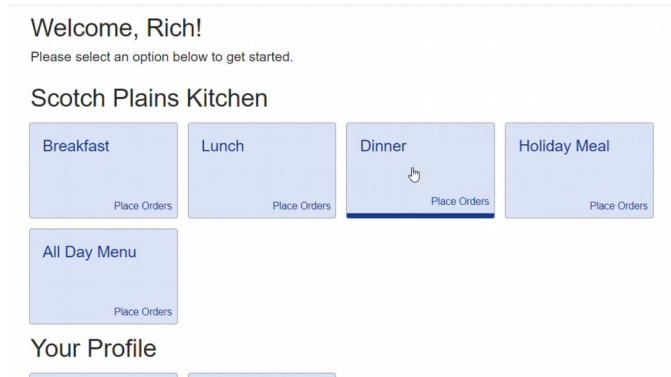 Welcome, Rich!
Please select an option below to get started.
Scotch Plains Kitchen
Breakfast
Lunch
Dinner
Holiday Meal
Place Orders
Place Orders
Place Orders
Place Orders
All Day Menu
Place Orders
Your Profile